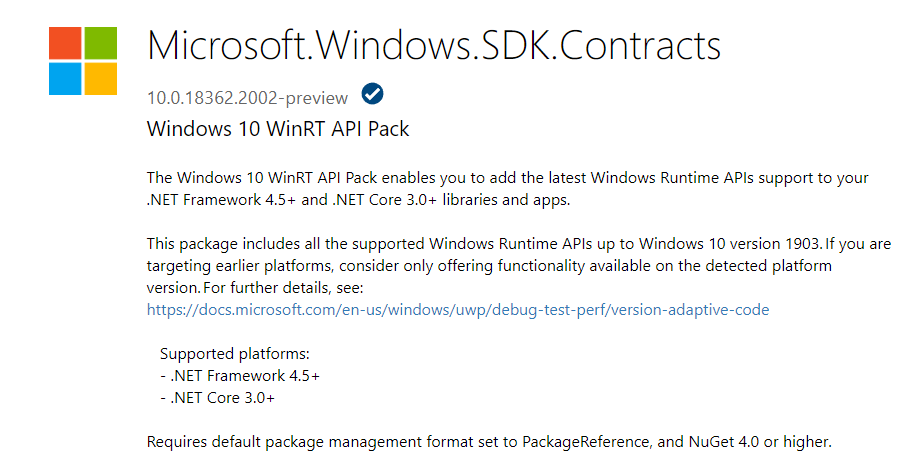 Microsoft.Windows.SDK.Contracts
10.0.18362.2002-preview
Windows 10 WinRT API Pack
The Windows 10 WinRT API Pack enables you to add the latest Windows Runtime APIs support to your
.NET Framework 4.5+ and .NET Core 3.0+ libraries and apps.
This package includes all the supported Windows Runtime APIs up to Windows 10 version 1903. If you are
targeting earlier platforms, consider only offering functionality available on the detected platform
version. For further details, see:
https://docs.microsoft.com/en-us/windows/uwp/debug-test-perf/version-adaptive-code
Supported platforms:
- .NET Framework 4.5+
- .NET Core 3.0+
Requires default package management format set to PackageReference, and NuGet 4.0 or higher.